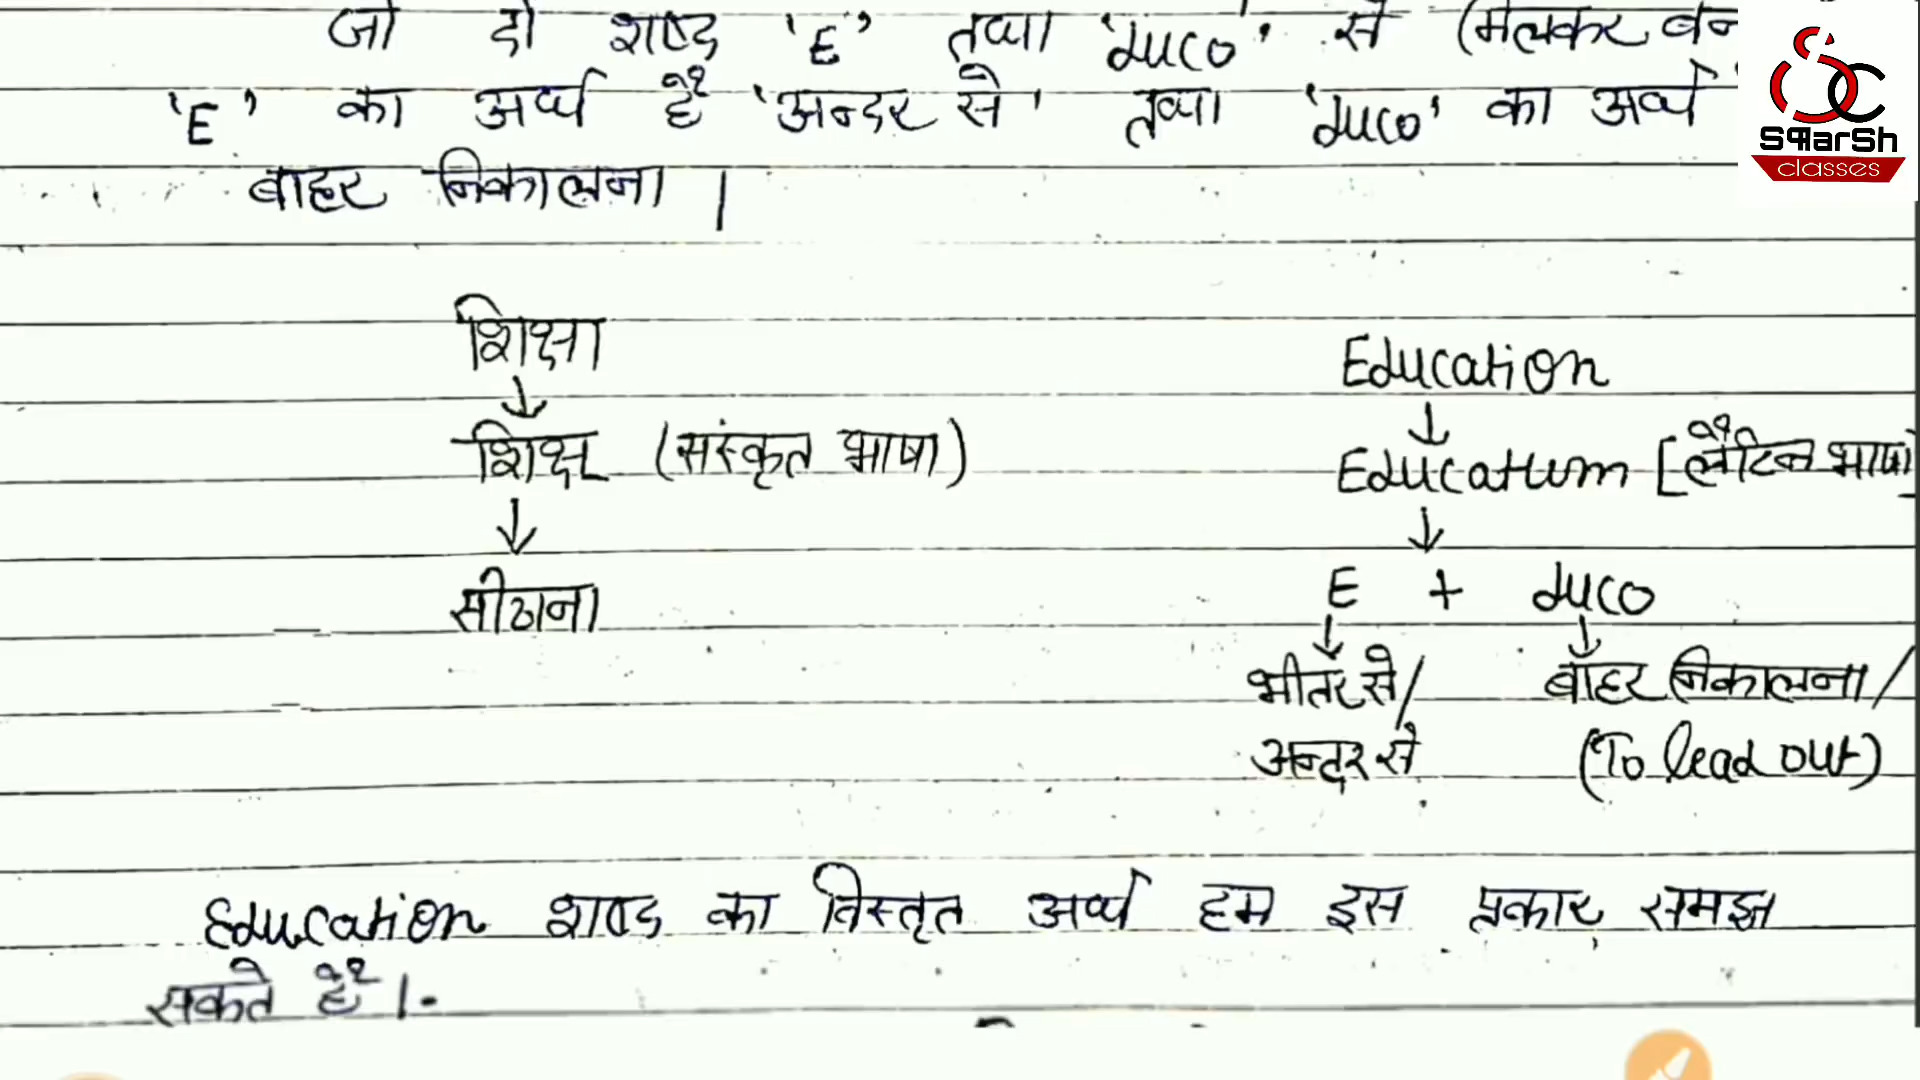 जो दो शब्द 'E' तथा 'duco' से मिलकर बन
'E' का अर्थ है 'अन्दर से' तथा 'duco' का अर्थ
बाहर निकालना |
शिक्षा
शिक्ष् (संस्कृत भाषा)
सीखना
Education
Educatum [लैटिन भाषा]
E + duco
भीतर से/ बाहर निकालना/
अन्दर से (To lead out)
Education शब्द का विस्तृत अर्थ हम इस प्रकार समझ
सकते हैं |.
SपarSh
classes